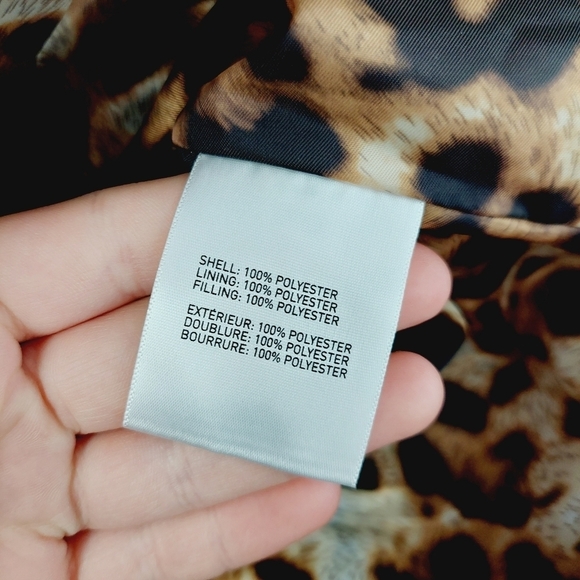 SHELL: 100% POLYESTER
LINING: 100% POLYESTER
FILLING: 100% POLYESTER
EXTÉRIEUR: 100% POLYESTER
DOUBLURE: 100% POLYESTER
BOURRURE: 100% POLYESTER